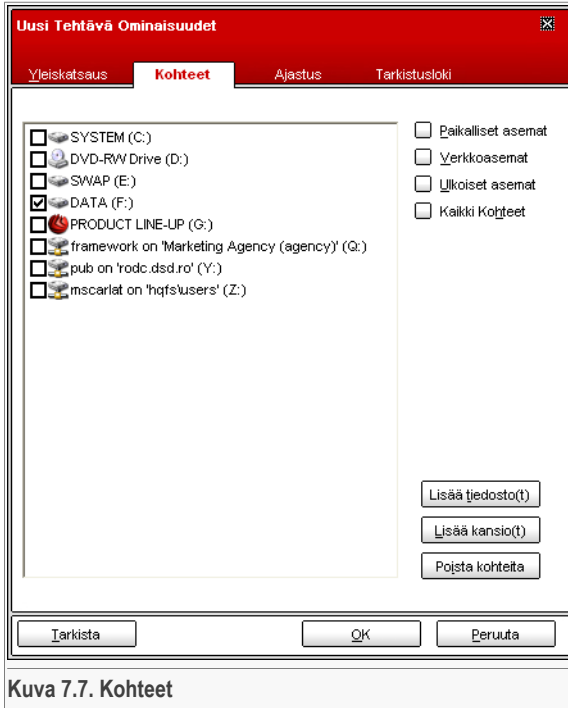 Uusi Tehtävä Ominaisuudet
Yleiskatsaus Kohteet Ajastus Tarkistusloki
SYSTEM (C:)
DVD-RW Drive (D:)
SWAP (E:)
DATA (F:)
PRODUCT LINE-UP (G:)
framework on 'Marketing Agency (agency)' (Q:)
pub on 'rodc.dsd.ro' (Y:)
mscarlat on 'hqfs\users' (Z:)
Paikalliset asemat
Verkkoasemat
Ulkoiset asemat
Kaikki Kohteet
Lisää tiedosto(t)
Lisää kansio(t)
Poista kohteita
Tarkista OK Peruuta
Kuva 7.7. Kohteet